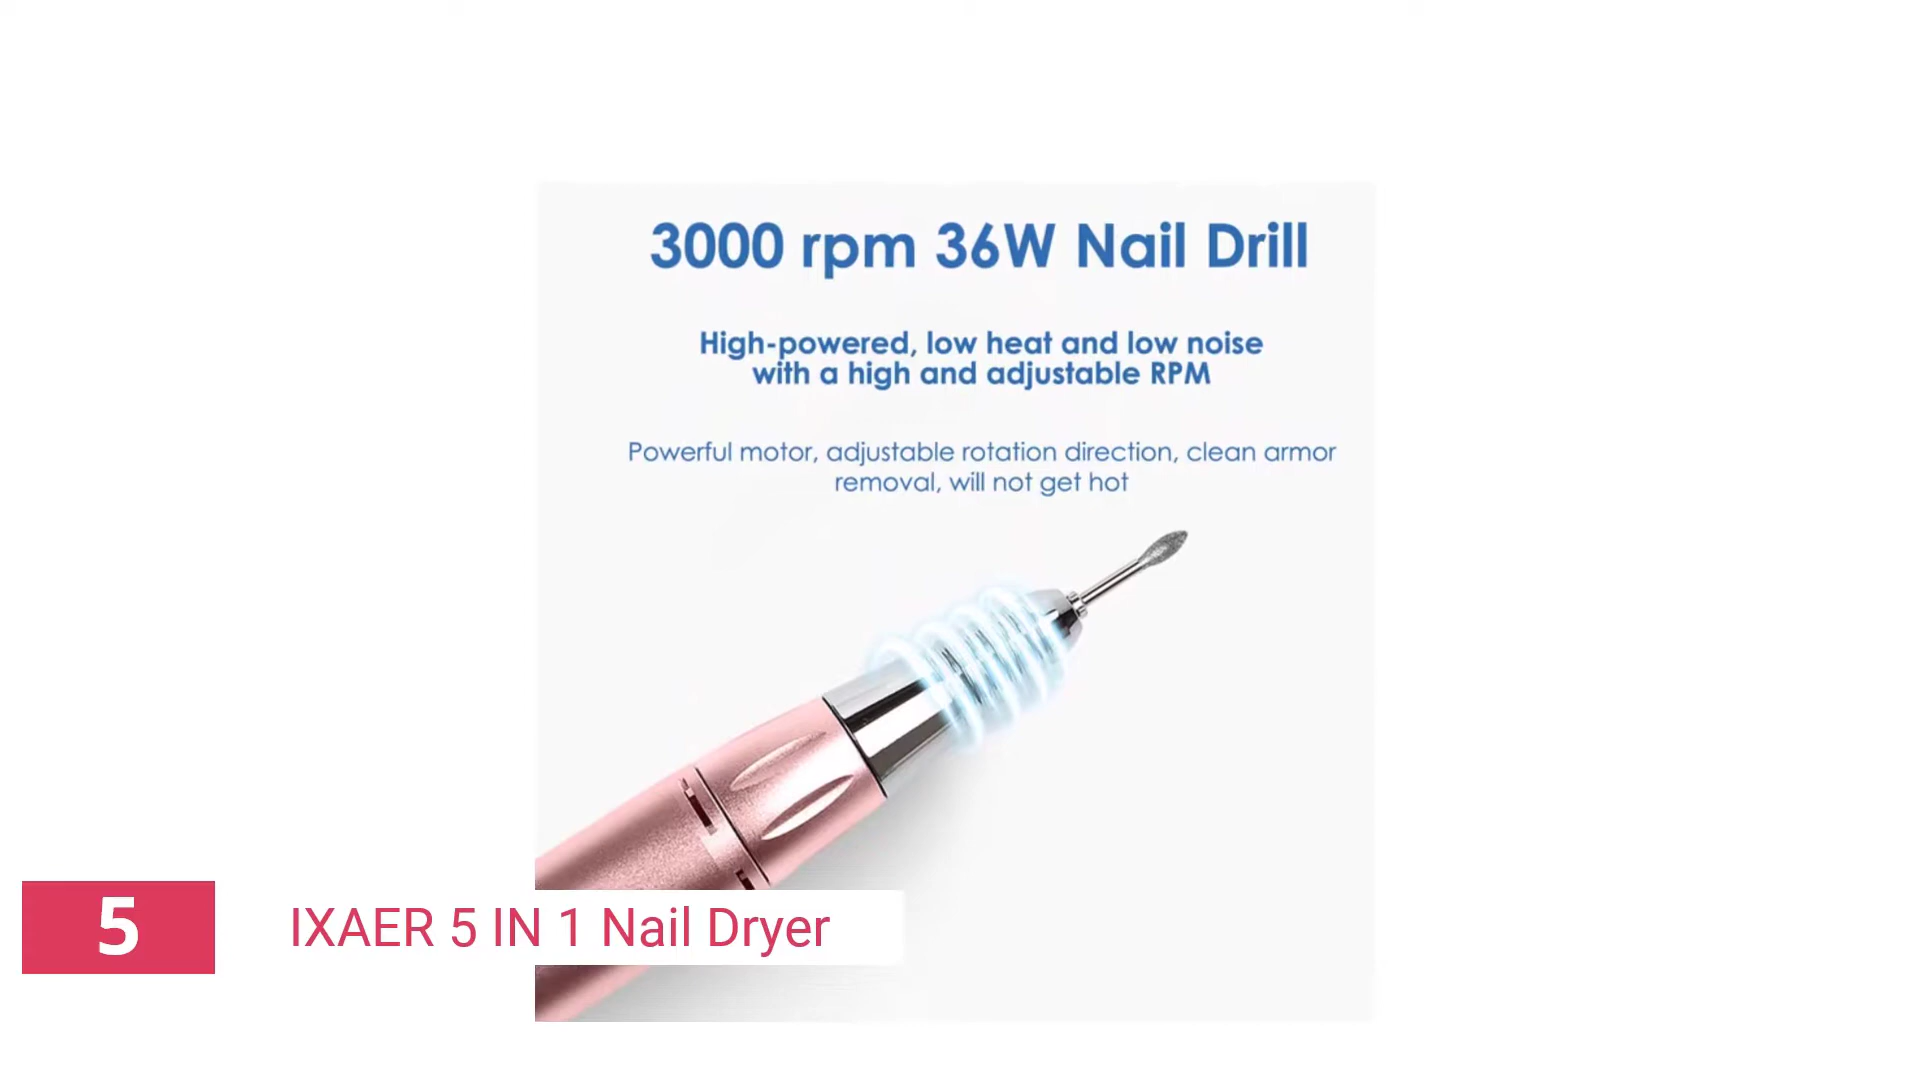 3000 rpm 36W Nail Drill
High-powered, low heat and low noise
with a high and adjustable RPM
Powerful motor, adjustable rotation direction, clean armor
removal, will not get hot
5
IXAER 5 IN 1 Nail Dryer